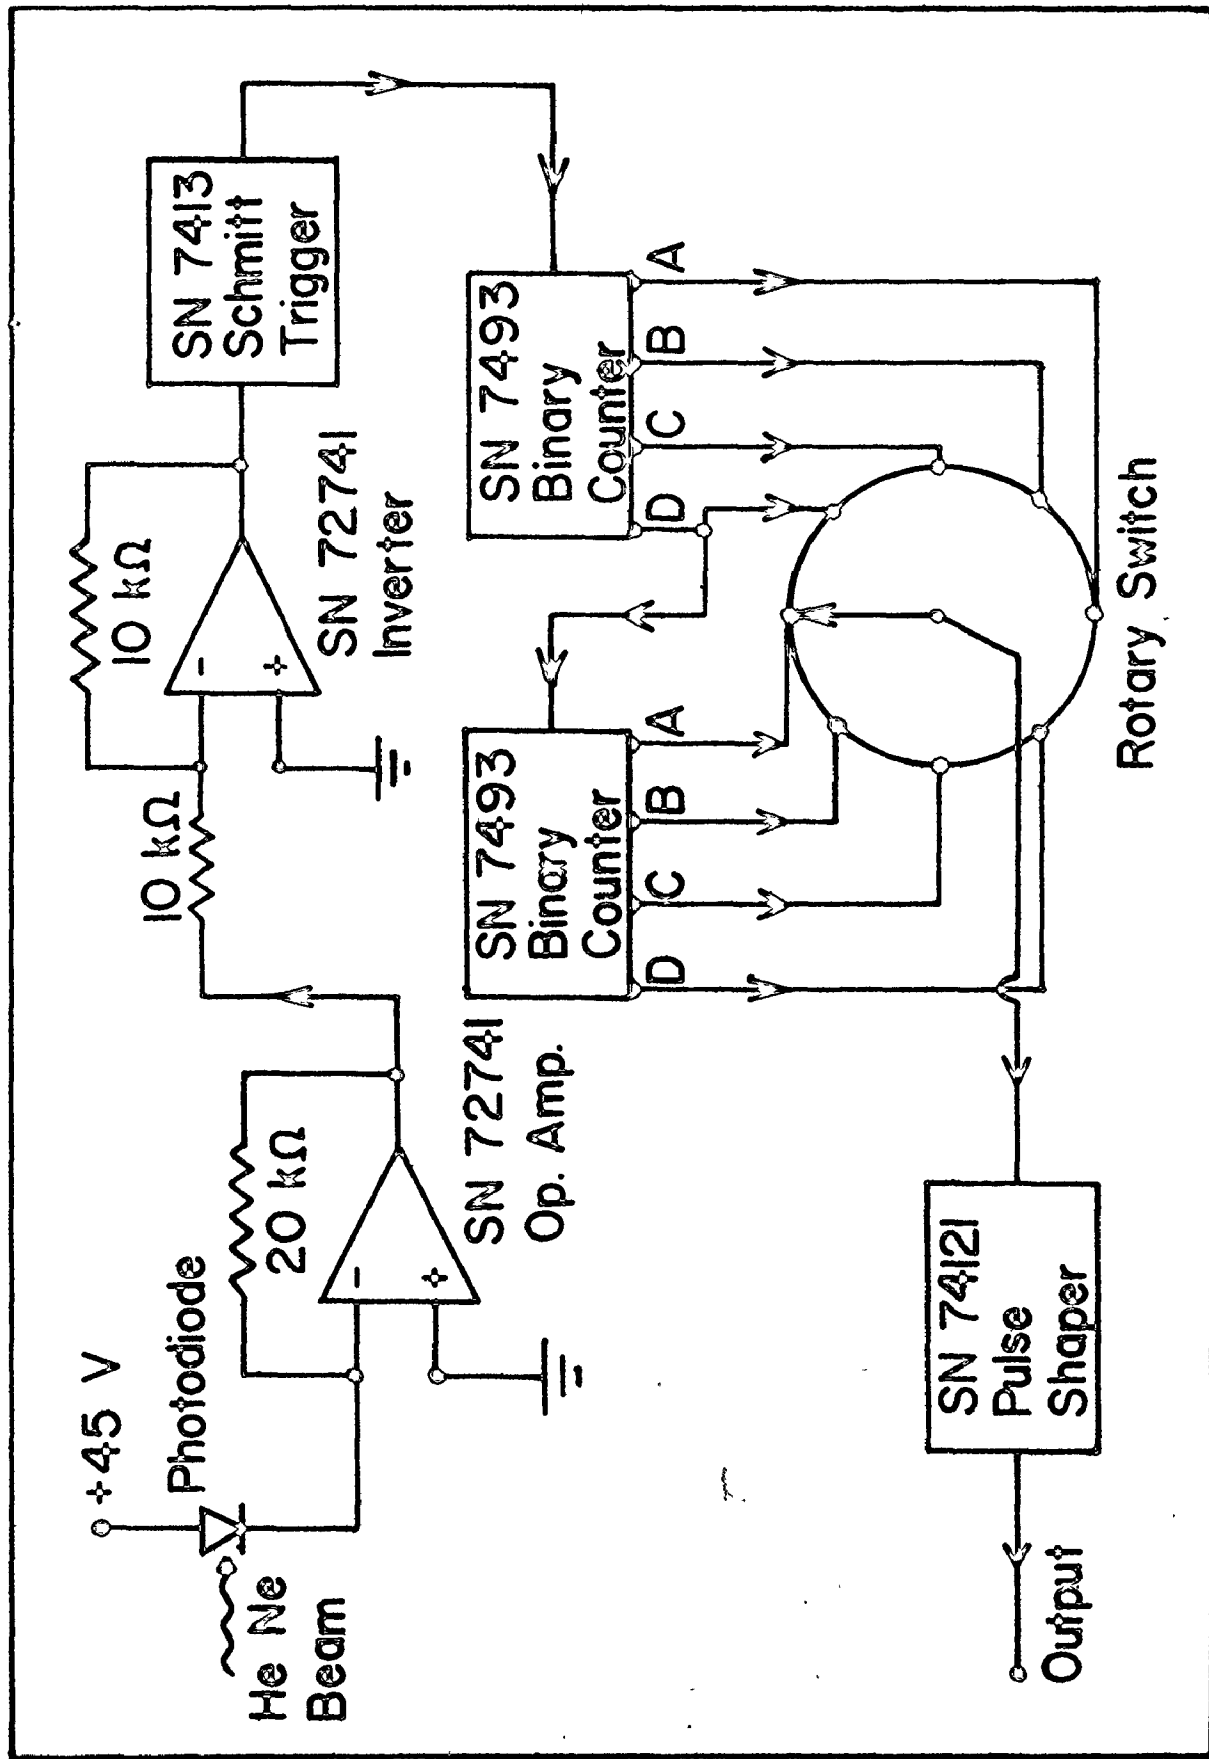 +45 V
Photodiode
He Ne
Beam
20 kΩ
-
+
SN 72741
Op. Amp.
10 kΩ
10 kΩ
-
+
SN 72741
Inverter
SN 7413
Schmitt
Trigger
SN 7493
Binary
Counter
D C B A
SN 7493
Binary
Counter
D C B A
Rotary Switch
SN 74121
Pulse
Shaper
Output